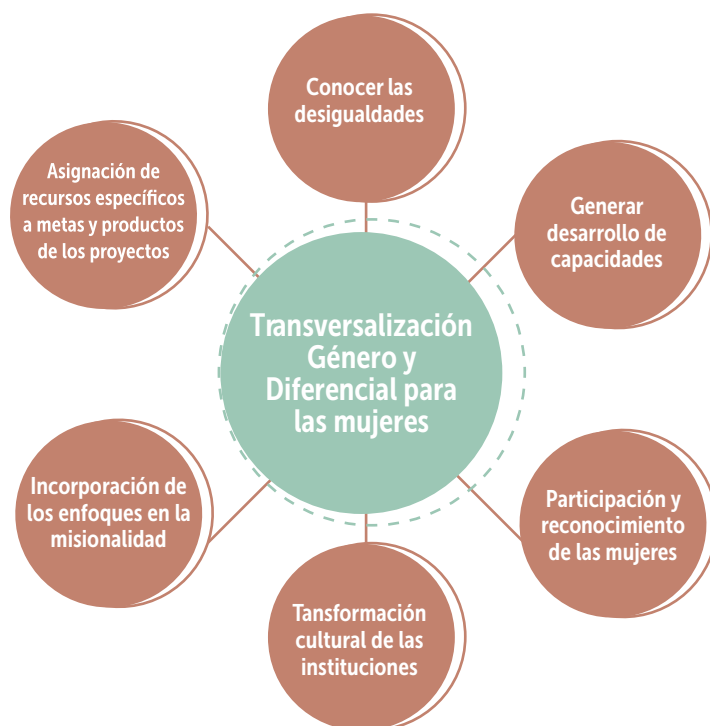 Conocer las
desigualdades
Asignación de
recursos específicos
a metas y productos
de los proyectos
Generar
desarrollo de
capacidades
Transversalización
Género y
Diferencial para
las mujeres
Incorporación de
los enfoques en la
misionalidad
Participación y
reconocimiento
de las mujeres
Tansformación
cultural de las
instituciones